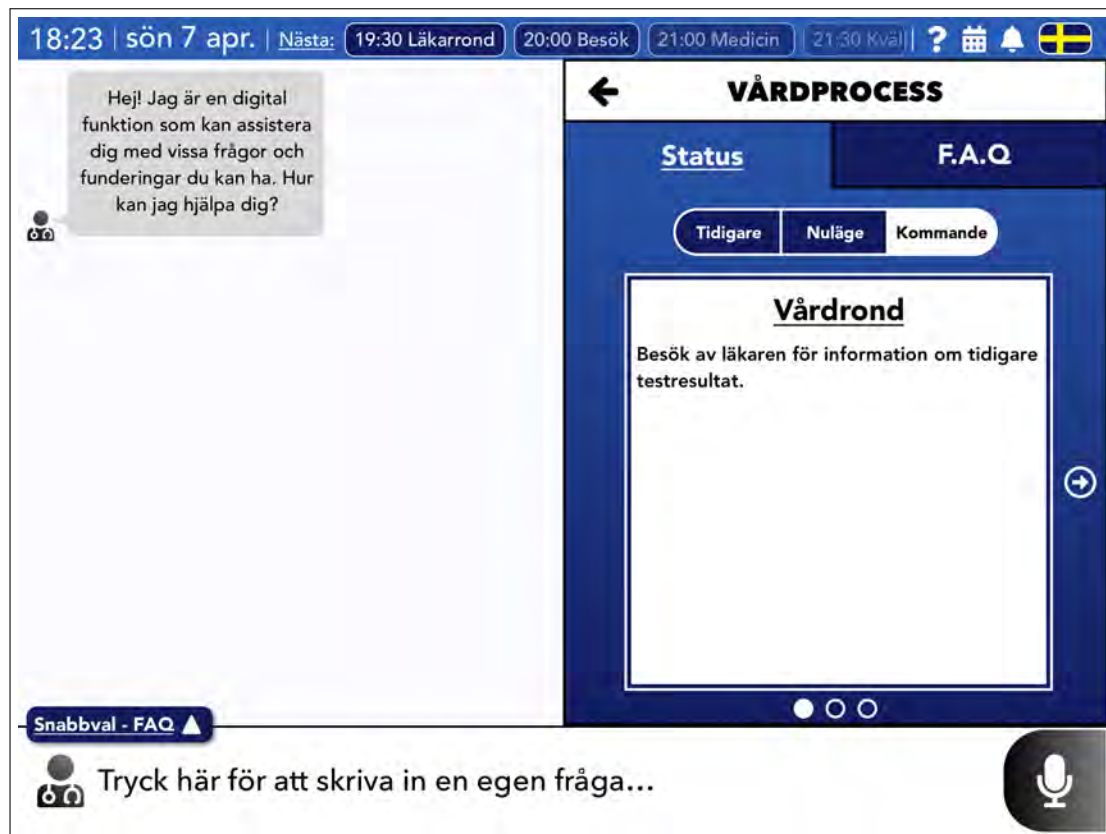 18:23 | sön 7 apr. | Nästa: 19:30 Läkarrond 20:00 Besök 21:00 Medicin 21:30 Kväl ?
Hej! Jag är en digital
funktion som kan assistera
dig med vissa frågor och
funderingar du kan ha. Hur
kan jag hjälpa dig?
VÅRDPROCESS
Status F.A.Q
Tidigare Nuläge Kommande
Vårdrond
Besök av läkaren för information om tidigare
testresultat.
Snabbval - FAQ
Tryck här för att skriva in en egen fråga...